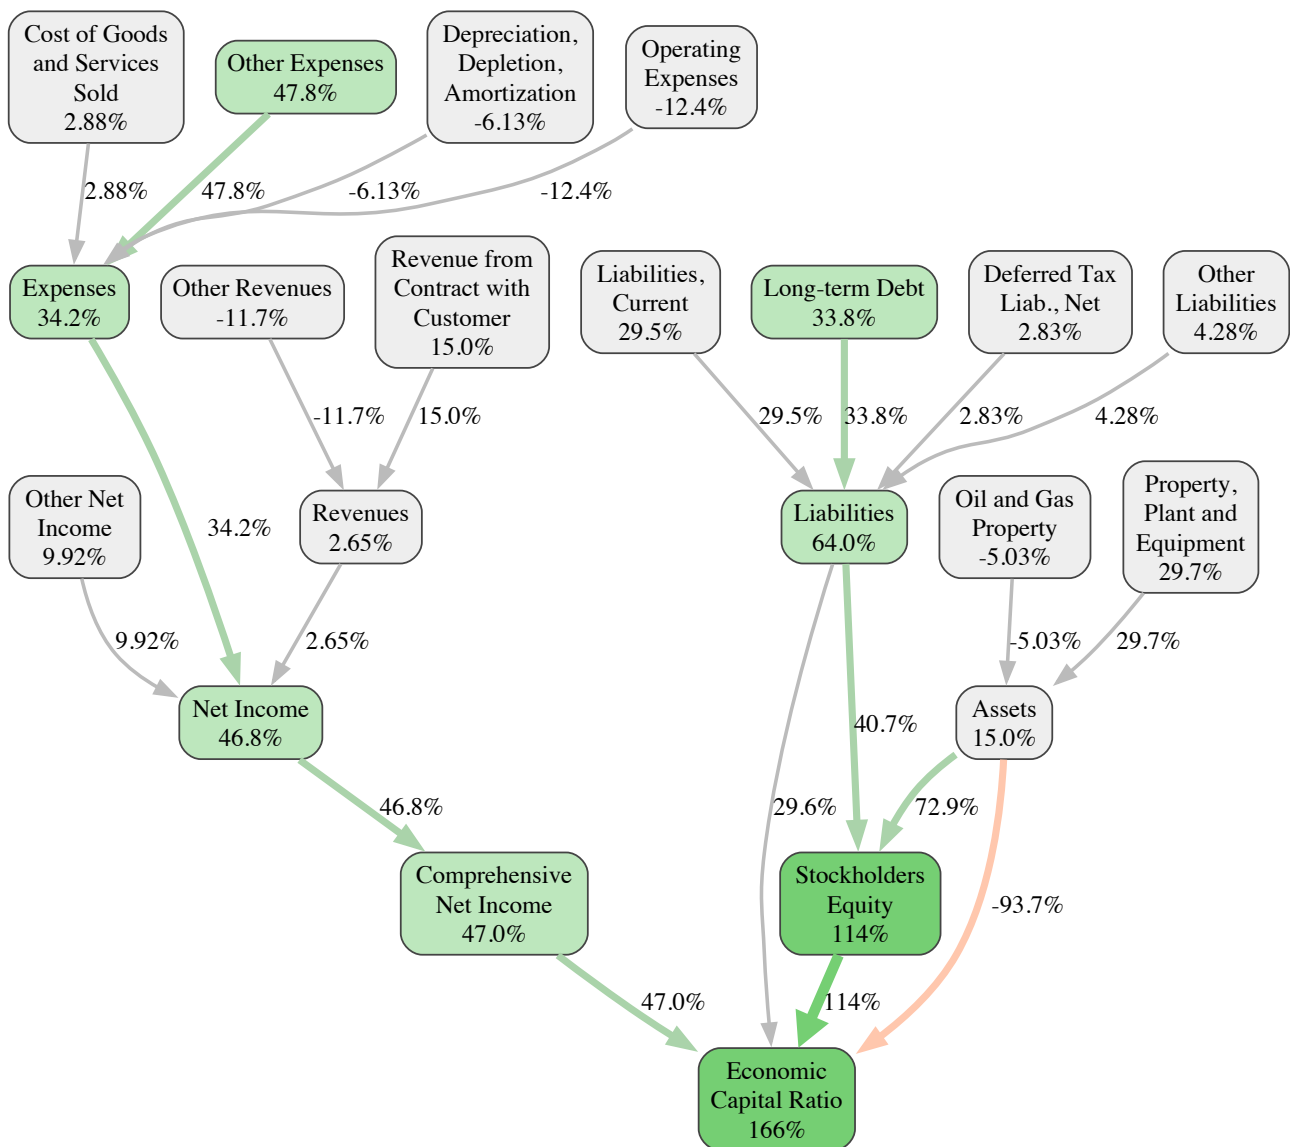 Cost of Goods
and Services
Sold
2.88%
Other Expenses
47.8%
Depreciation,
Depletion,
Amortization
-6.13%
Operating
Expenses
-12.4%
2.88%
47.8%
-6.13%
-12.4%
Expenses
34.2%
Other Revenues
-11.7%
Revenue from
Contract with
Customer
15.0%
Liabilities,
Current
29.5%
Long-term Debt
33.8%
Deferred Tax
Liab., Net
2.83%
Other
Liabilities
4.28%
-11.7%
15.0%
29.5%
33.8%
2.83%
4.28%
Other Net
Income
9.92%
34.2%
Revenues
2.65%
Liabilities
64.0%
Oil and Gas
Property
-5.03%
Property,
Plant and
Equipment
29.7%
9.92%
2.65%
-5.03%
29.7%
Net Income
46.8%
40.7%
Assets
15.0%
46.8%
29.6%
72.9%
Comprehensive
Net Income
47.0%
Stockholders
Equity
114%
-93.7%
47.0%
114%
Economic
Capital Ratio
166%